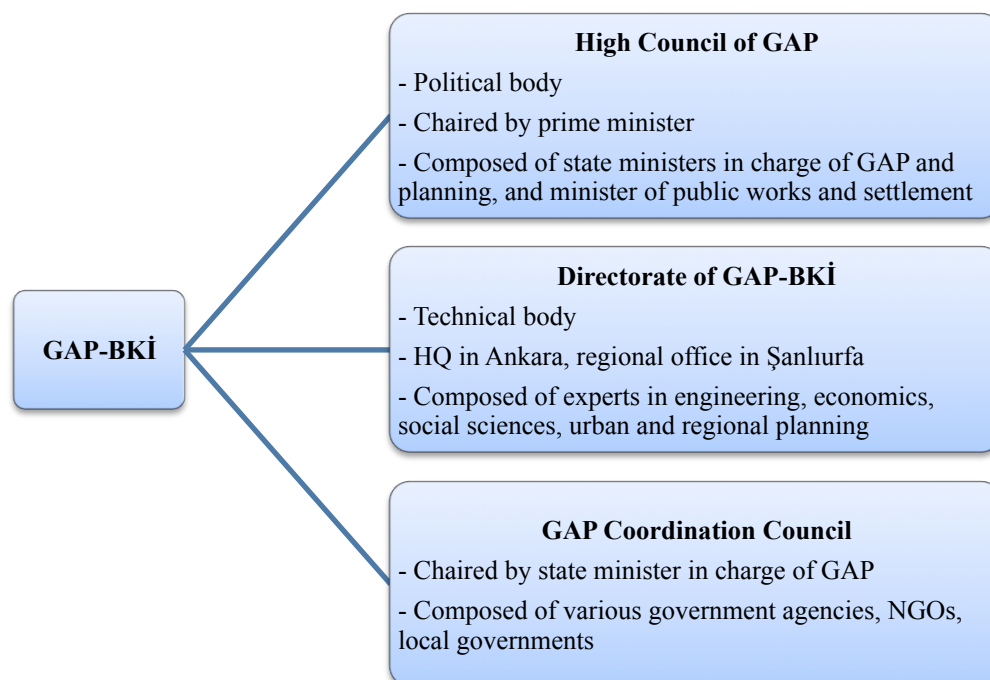 High Council of GAP
- Political body
- Chaired by prime minister
- Composed of state ministers in charge of GAP and
planning, and minister of public works and settlement
GAP-BKİ
Directorate of GAP-BKİ
- Technical body
- HQ in Ankara, regional office in Şanlıurfa
- Composed of experts in engineering, economics,
social sciences, urban and regional planning
GAP Coordination Council
- Chaired by state minister in charge of GAP
- Composed of various government agencies, NGOs,
local governments